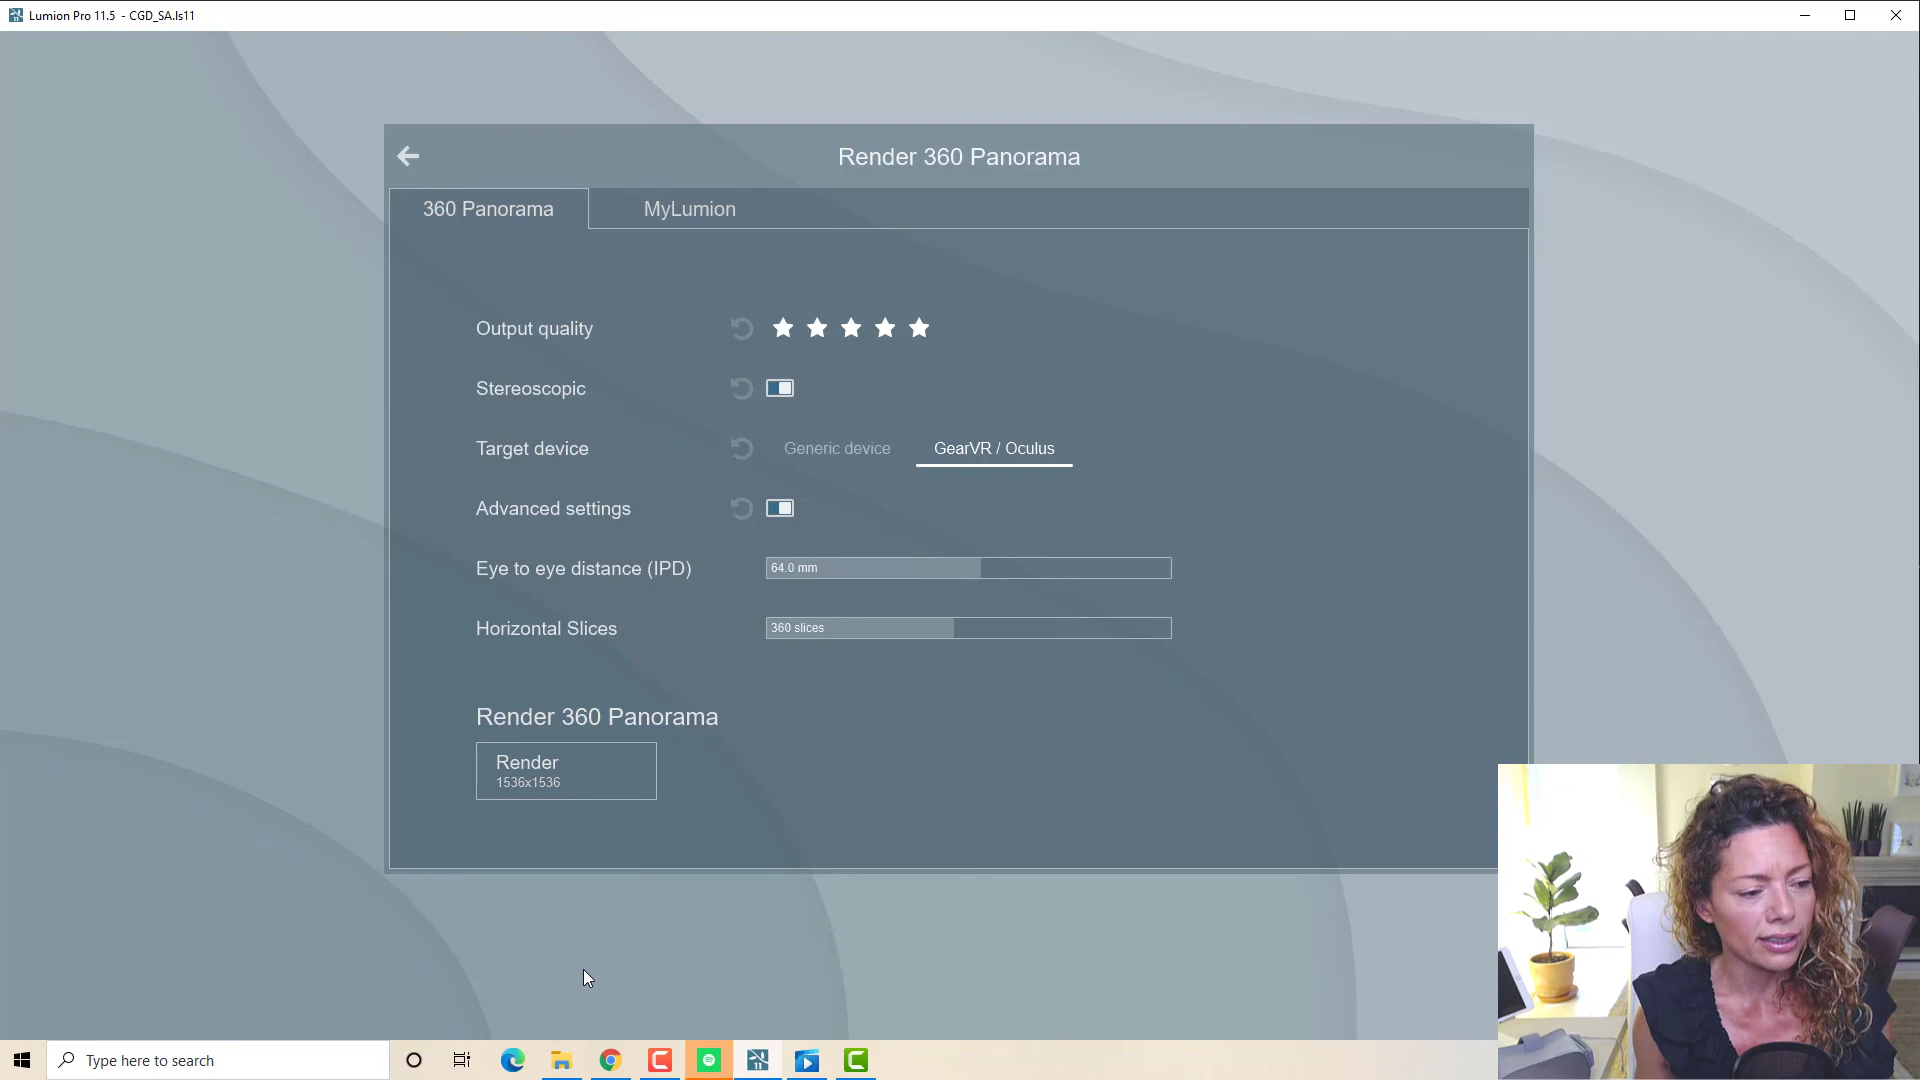 Lumion Pro 11.5 - CGD_SA.ls11
Render 360 Panorama
360 Panorama
MyLumion
Output quality
Stereoscopic
Target device
Generic device
GearVR / Oculus
Advanced settings
Eye to eye distance (IPD)
64.0 mm
Horizontal Slices
360 slices
Render 360 Panorama
Render
1536x1536
Type here to search
11